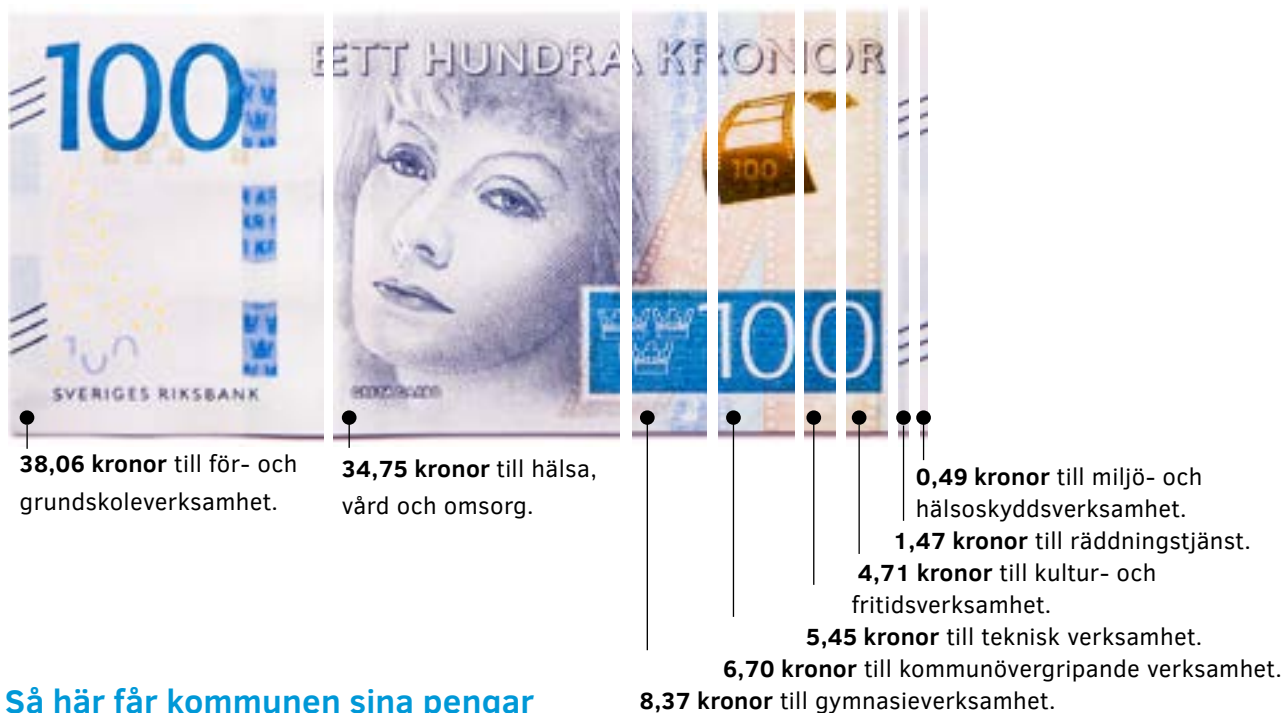 100
ETT HUNDRA KRONOR
100
100
SVERIGES RIKSBANK
38,06 kronor till för- och
grundskoleverksamhet.
34,75 kronor till hälsa,
vård och omsorg.
0,49 kronor till miljö- och
hälsoskyddsverksamhet.
1,47 kronor till räddningstjänst.
4,71 kronor till kultur- och
fritidsverksamhet.
5,45 kronor till teknisk verksamhet.
6,70 kronor till kommunövergripande verksamhet.
8,37 kronor till gymnasieverksamhet.
Så här får kommunen sina pengar